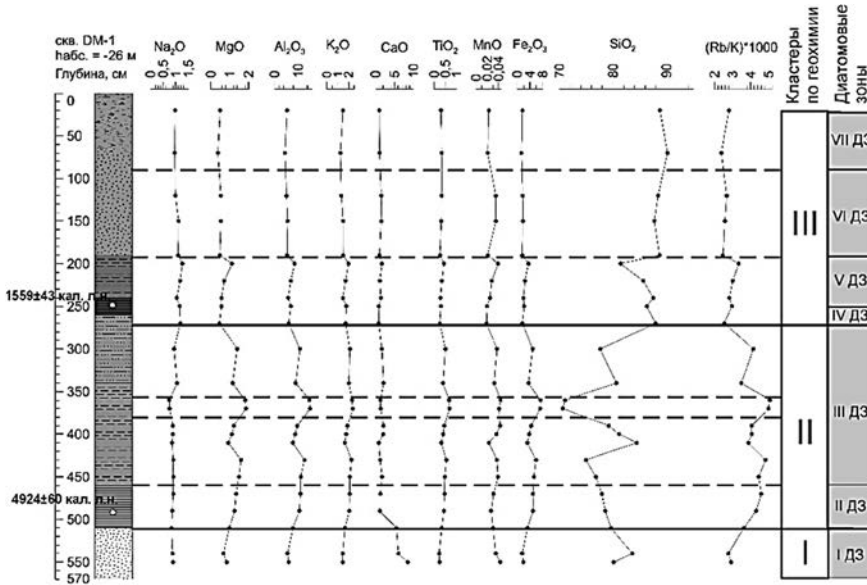 скв. DM-1
hабс. = -26 м
Глубина, см
Na2O MgO Al2O3 K2O CaO TiO2 MnO Fe2O3 SiO2 (Rb/K)*1000
Кластеры по геохимии
Диатомовые зоны
0 0,5 1 1,5
0 1 2
0 5 10
0 1 2
0 5 10
0 0,5 1
0 0,02 0,04
0 4 8
70 80 90
2 3 4 5
0
50
100
150
200
250
300
350
400
450
500
550
570
1559±43 кал. л.н.
4924±60 кал. л.н.
III
II
I
VII ДЗ
VI ДЗ
V ДЗ
IV ДЗ
III ДЗ
II ДЗ
I ДЗ